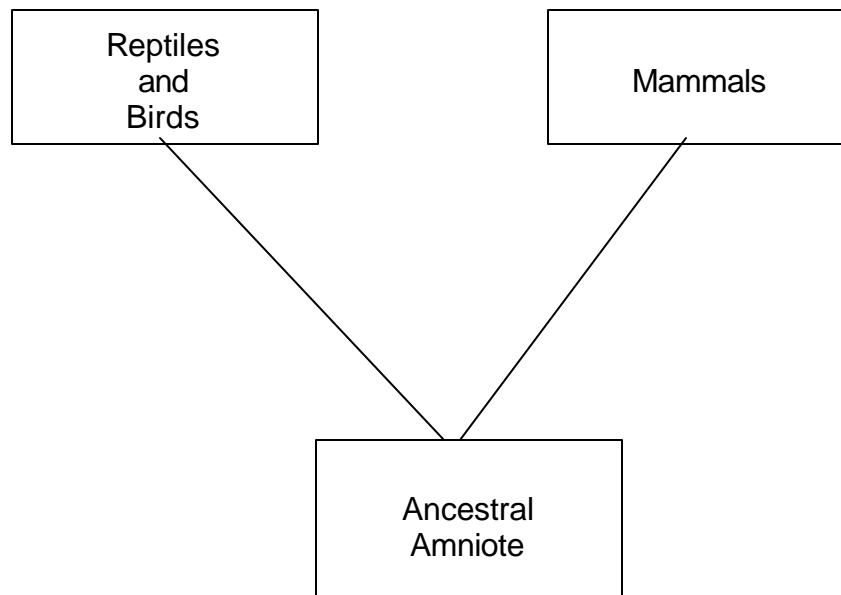 Reptiles
and
Birds
Mammals
Ancestral
Amniote